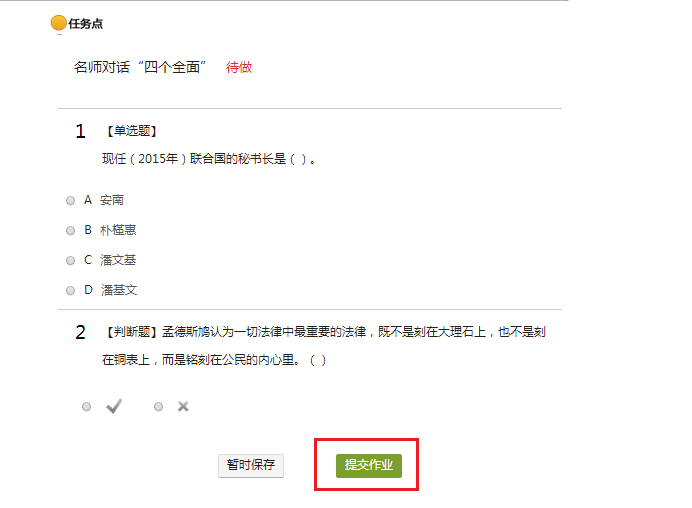 任务点
名师对话“四个全面” 待做
1 【单选题】
现任（2015年）联合国的秘书长是（ ）。
A 安南
B 朴槿惠
C 潘文基
D 潘基文
2 【判断题】孟德斯鸠认为一切法律中最重要的法律，既不是刻在大理石上，也不是刻
在铜表上，而是铭刻在公民的内心里。（ ）
暂时保存 提交作业